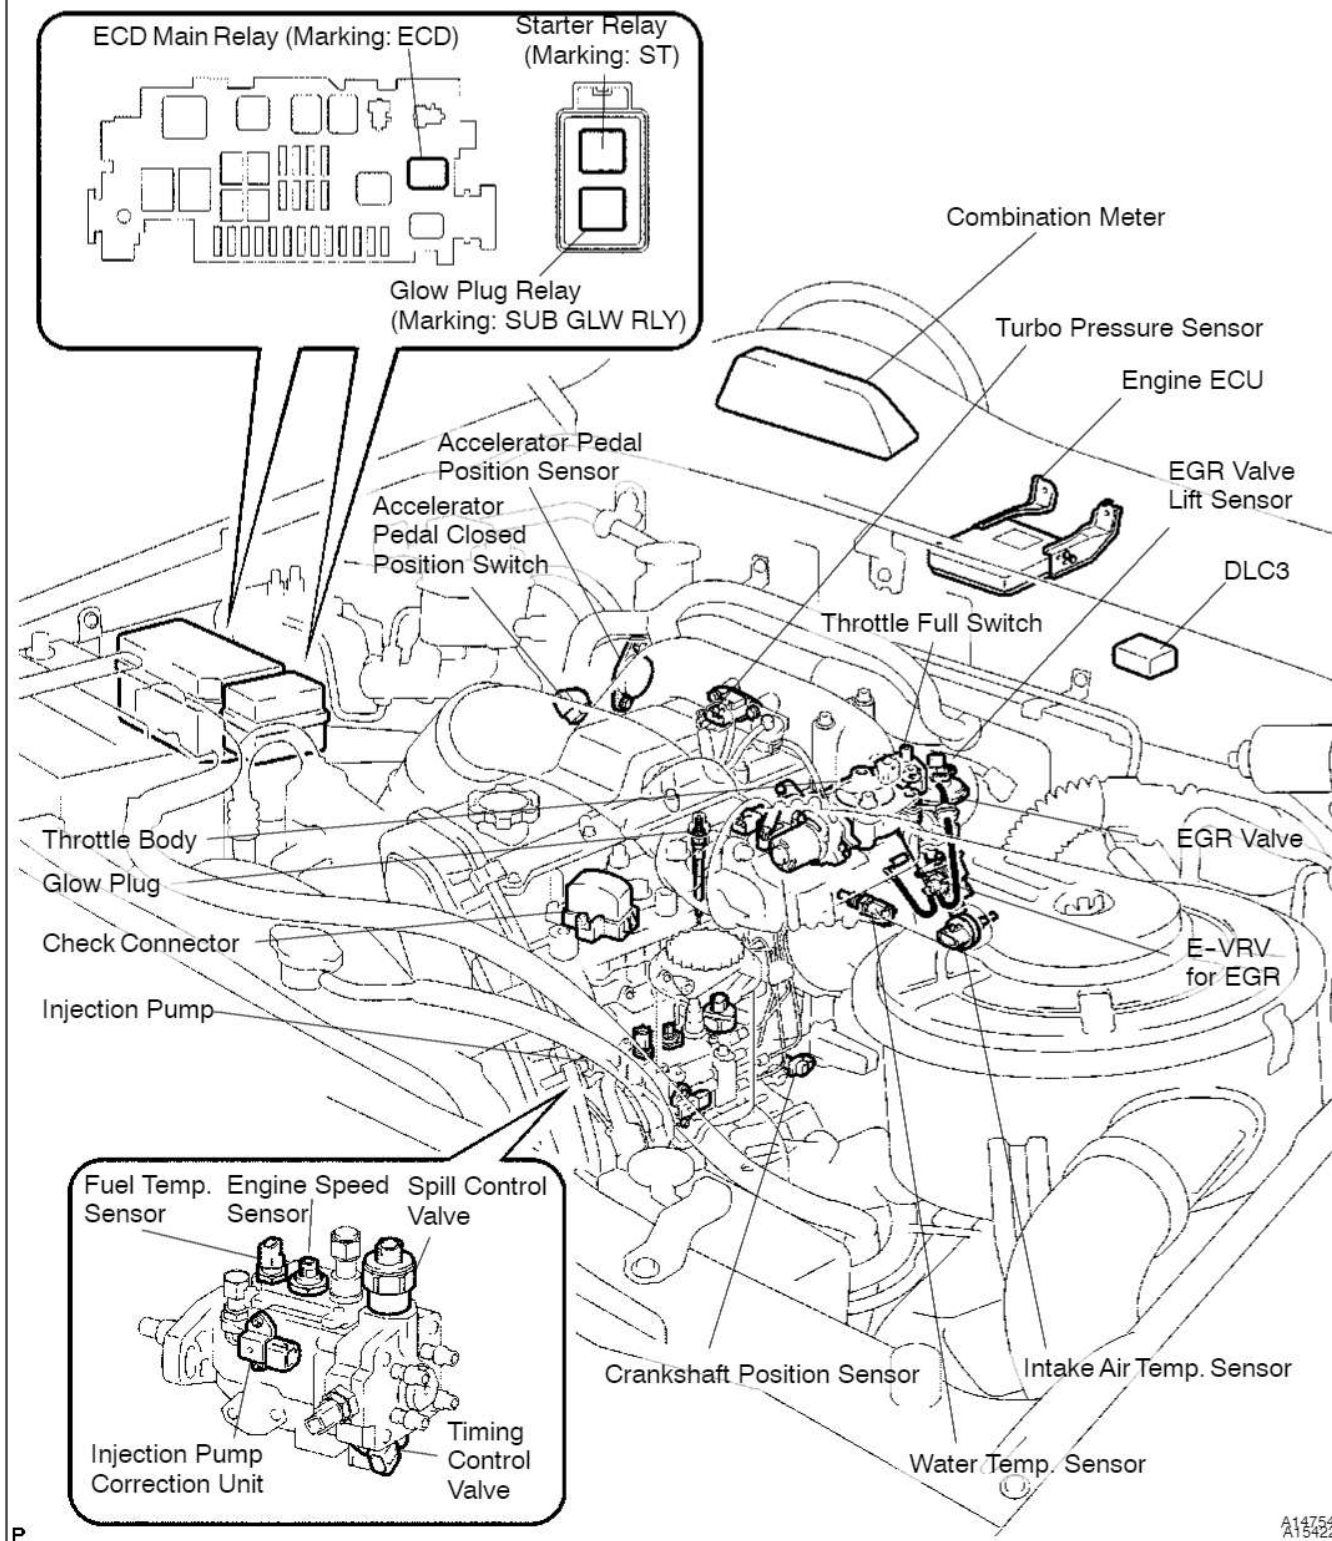 ECD Main Relay (Marking: ECD)
Starter Relay
(Marking: ST)
Glow Plug Relay
(Marking: SUB GLW RLY)
Combination Meter
Turbo Pressure Sensor
Engine ECU
Accelerator Pedal
Position Sensor
EGR Valve
Lift Sensor
Accelerator
Pedal Closed
Position Switch
DLC3
Throttle Full Switch
Throttle Body
EGR Valve
Glow Plug
Check Connector
E-VRV
for EGR
Injection Pump
Fuel Temp.
Sensor
Engine Speed
Sensor
Spill Control
Valve
Crankshaft Position Sensor
Intake Air Temp. Sensor
Injection Pump
Correction Unit
Timing
Control
Valve
Water Temp. Sensor
P